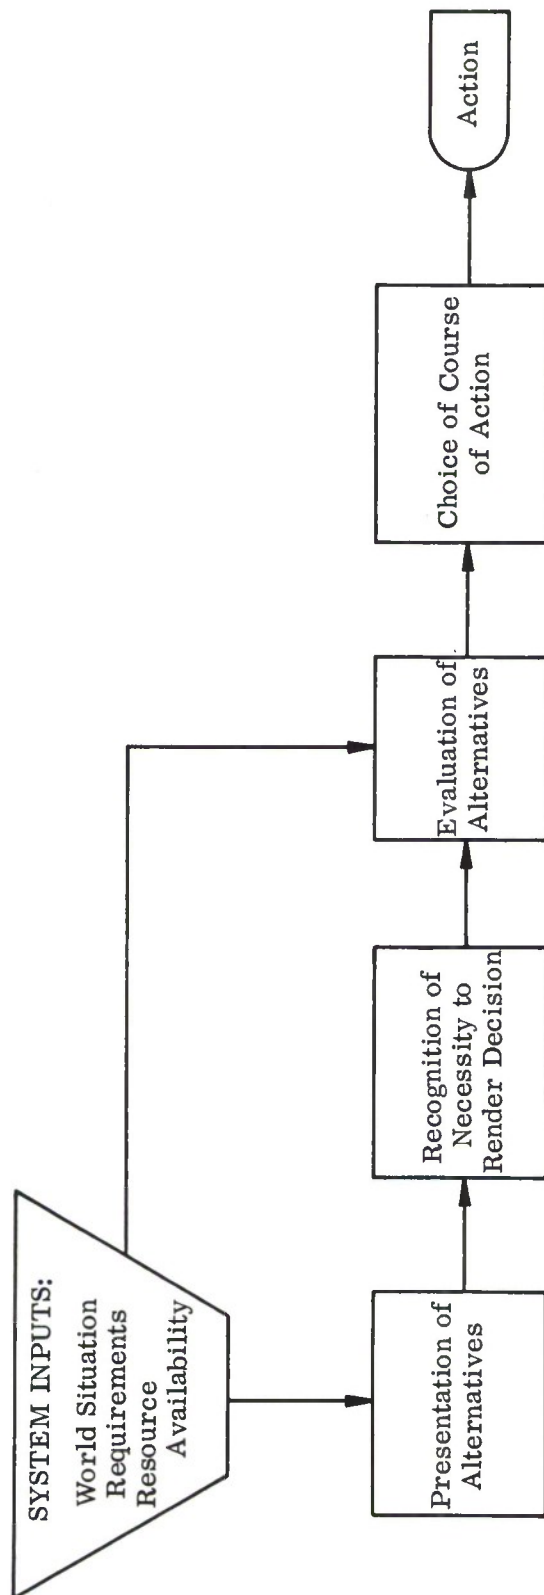 SYSTEM INPUTS:
World Situation
Requirements
Resource
Availability
Presentation of
Alternatives
Recognition of
Necessity to
Render Decision
Evaluation of
Alternatives
Choice of Course
of Action
Action